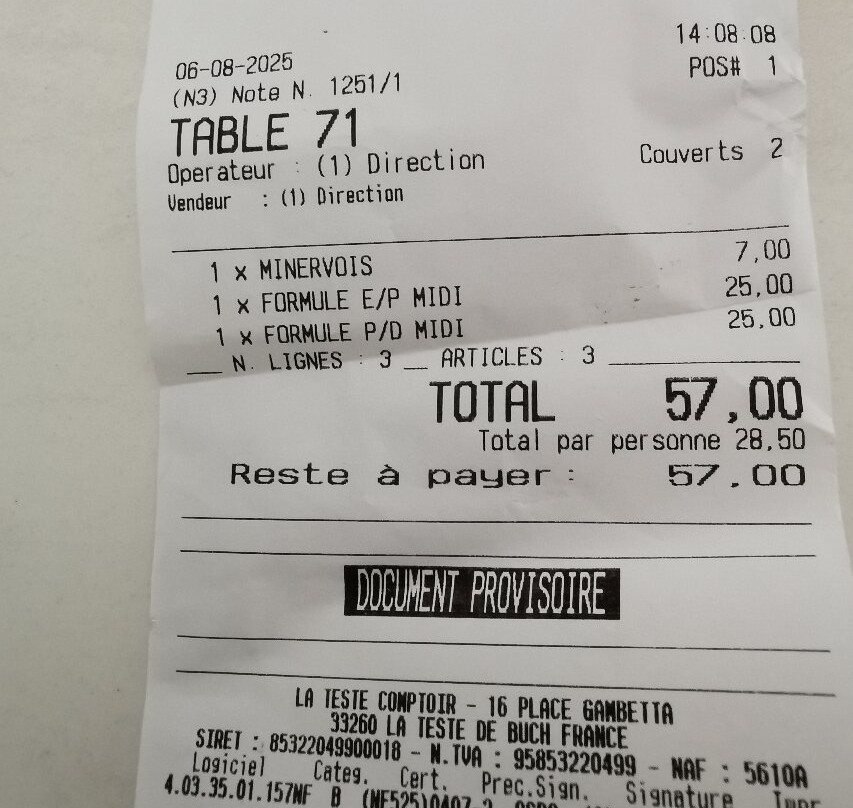 14:08:08
06-08-2025
POS# 1
(N3) Note N. 1251/1
TABLE 71
Operateur : (1) Direction
Couverts 2
Vendeur : (1) Direction
1 x MINERVOIS 7,00
1 x FORMULE E/P MIDI 25,00
1 x FORMULE P/D MIDI 25,00
__ N. LIGNES : 3 __ ARTICLES : 3
TOTAL 57,00
Total par personne 28,50
Reste à payer : 57,00
DOCUMENT PROVISOIRE
LA TESTE COMPTOIR - 16 PLACE GAMBETTA
33260 LA TESTE DE BUCH FRANCE
SIRET : 85322049900018 - N.TVA : 95853220499 - NAF : 5610A
Logiciel Categ. Cert. Prec.Sign. Signature
4.03.35.01.157NF B